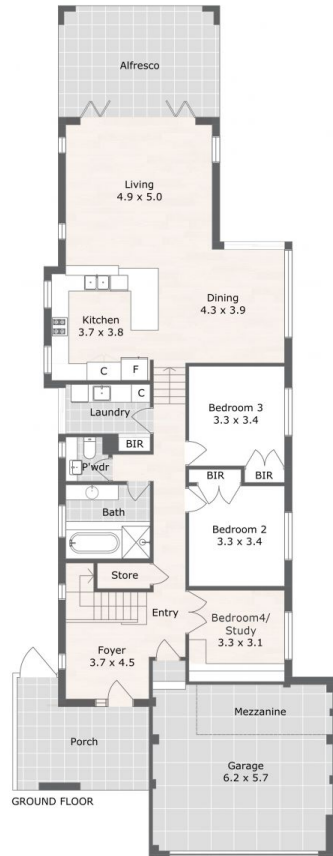 Alfresco
Living
4.9 x 5.0
Dining
4.3 x 3.9
Kitchen
3.7 x 3.8
C
F
C
Laundry
BIR
Bedroom 3
3.3 x 3.4
P'wdr
BIR
BIR
Bath
Bedroom 2
3.3 x 3.4
Store
Entry
Bedroom4/
Study
3.3 x 3.1
Foyer
3.7 x 4.5
Mezzanine
Porch
Garage
6.2 x 5.7
GROUND FLOOR